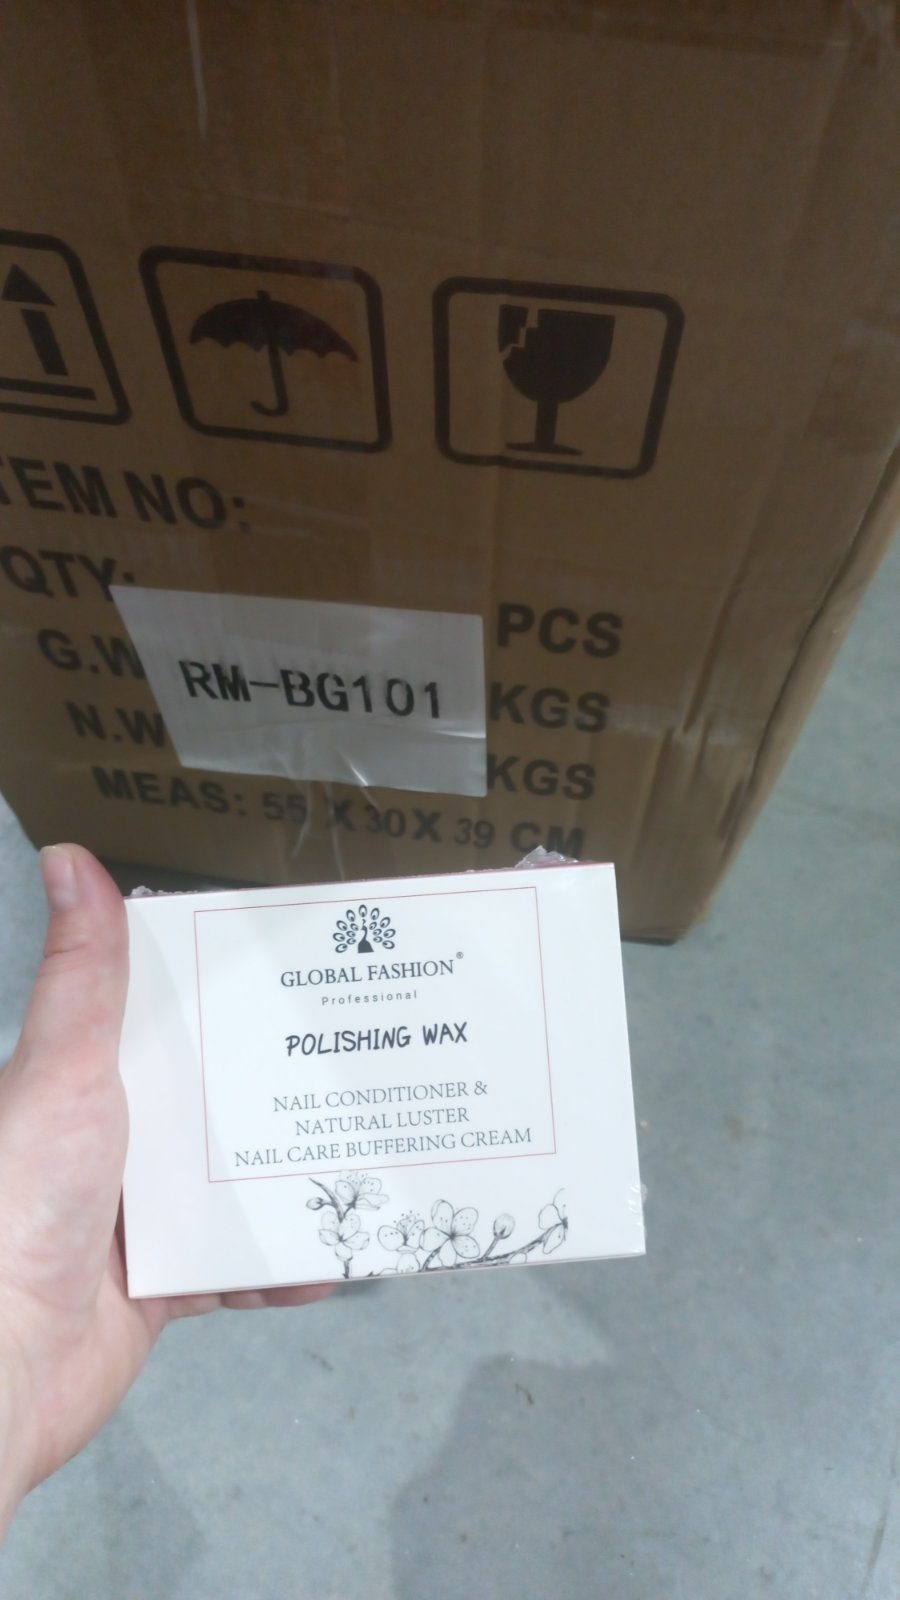 TEM NO:
QTY: PCS
G.W KGS
RM-BG101
N.W KGS
MEAS: 55 X 30 X 39 CM
GLOBAL FASHION®
Professional
POLISHING WAX
NAIL CONDITIONER &
NATURAL LUSTER
NAIL CARE BUFFERING CREAM